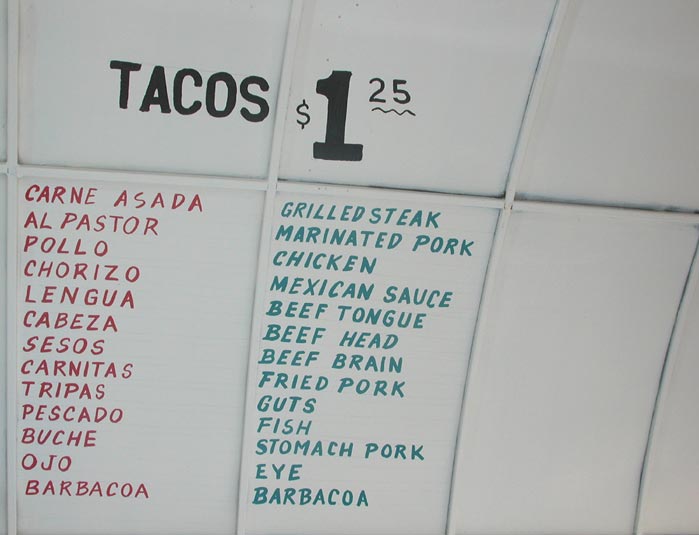 TACOS $1 25
CARNE ASADA GRILLED STEAK
AL PASTOR MARINATED PORK
POLLO CHICKEN
CHORIZO MEXICAN SAUCE
LENGUA BEEF TONGUE
CABEZA BEEF HEAD
SESOS BEEF BRAIN
CARNITAS FRIED PORK
TRIPAS GUTS
PESCADO FISH
BUCHE STOMACH PORK
OJO EYE
BARBACOA BARBACOA